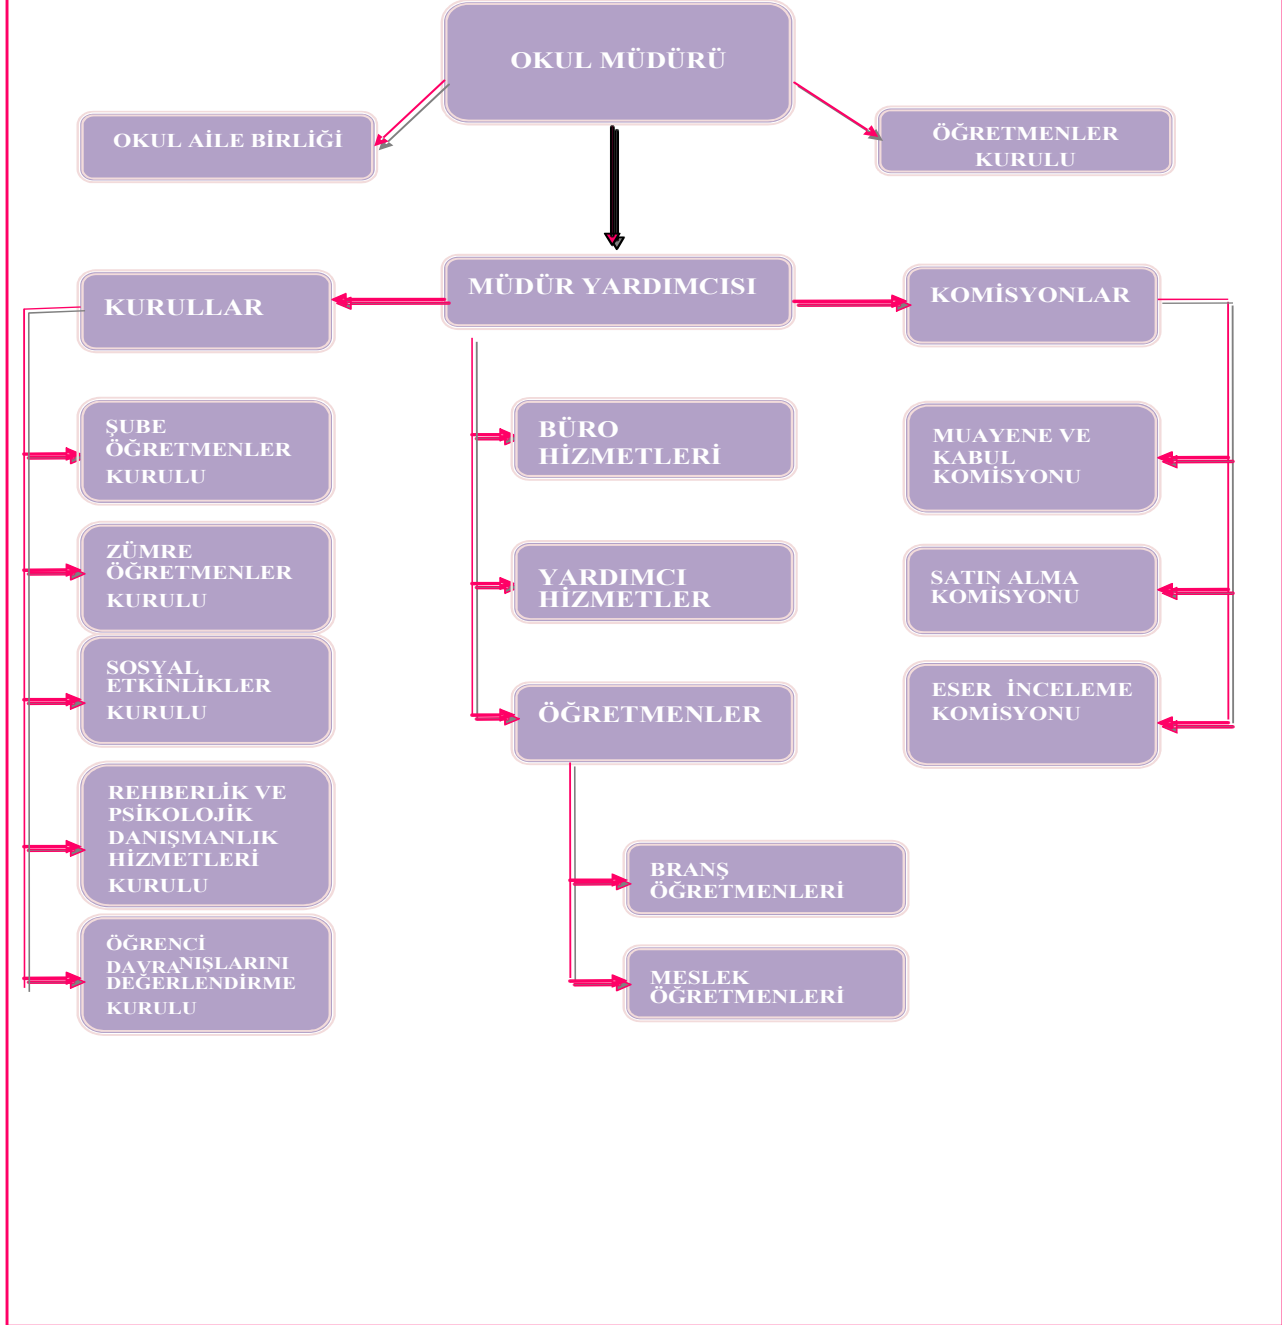 OKUL MÜDÜRÜ
OKUL AİLE BİRLİĞİ
ÖĞRETMENLER
KURULU
MÜDÜR YARDIMCISI
KURULLAR
KOMİSYONLAR
ŞUBE
ÖĞRETMENLER
KURULU
ZÜMRE
ÖĞRETMENLER
KURULU
SOSYAL
ETKİNLİKLER
KURULU
REHBERLİK VE
PSİKOLOJİK
DANIŞMANLIK
HİZMETLERİ
KURULU
ÖĞRENCİ
DAVRANIŞLARINI
DEĞERLENDİRME
KURULU
BÜRO
HİZMETLERİ
YARDIMCI
HİZMETLER
ÖĞRETMENLER
BRANŞ
ÖĞRETMENLERİ
MESLEK
ÖĞRETMENLERİ
MUAYENE VE
KABUL
KOMİSYONU
SATIN ALMA
KOMİSYONU
ESER İNCELEME
KOMİSYONU